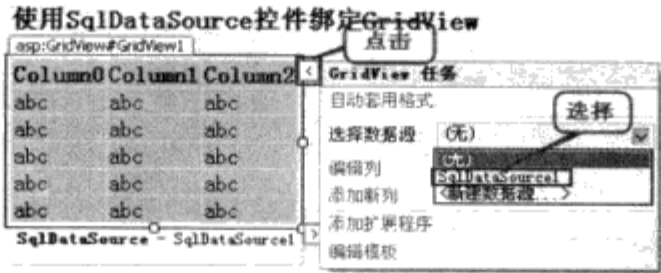 使用SqlDataSource控件绑定GridView
asp:GridView#GridView1
点击
Column0 Column1 Column2
abc abc abc
abc abc abc
abc abc abc
abc abc abc
abc abc abc
SqlDataSource - SqlDataSource1
GridView 任务
自动套用格式
选择
选择数据源 (无)
(无)
SqlDataSource1
<新建数据源...>
编辑列
添加新列
添加扩展程序
编辑模板